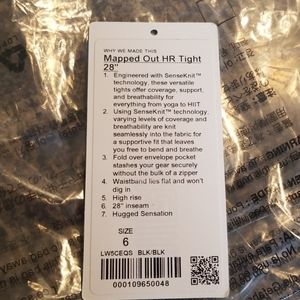 WHY WE MADE THIS
Mapped Out HR Tight
28"
1. Engineered with SenseKnit™
technology, these versatile
tights offer coverage, support,
and breathability for
everything from yoga to HIIT
2. Using SenseKnit™ technology,
varying levels of coverage and
breathability are knit
seamlessly into the fabric for
a supportive fit that leaves
you free to bend and breathe
3. Fold over envelope pocket
stashes your gear securely
without the bulk of a zipper
4. Waistband lies flat and won't
dig in
5. High rise
6. 28" inseam
7. Hugged Sensation
SIZE
6
LW5CEQS BLK/BLK
000109650048